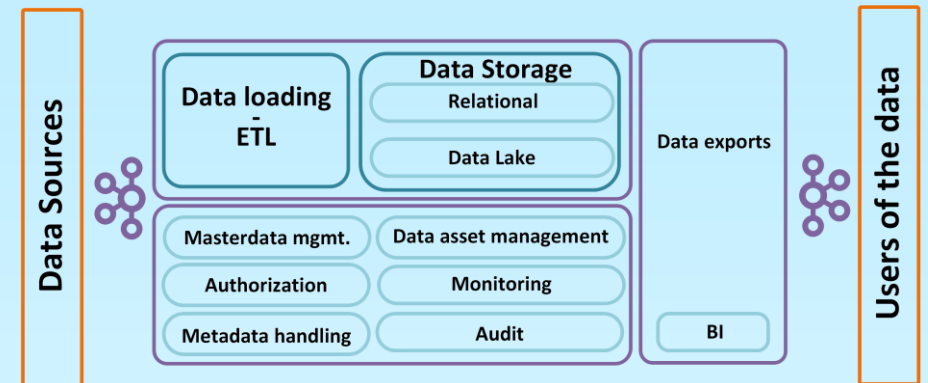 Data Sources
Data loading
-
ETL
Data Storage
Relational
Data Lake
Masterdata mgmt.
Data asset management
Authorization
Monitoring
Metadata handling
Audit
Data exports
BI
Users of the data